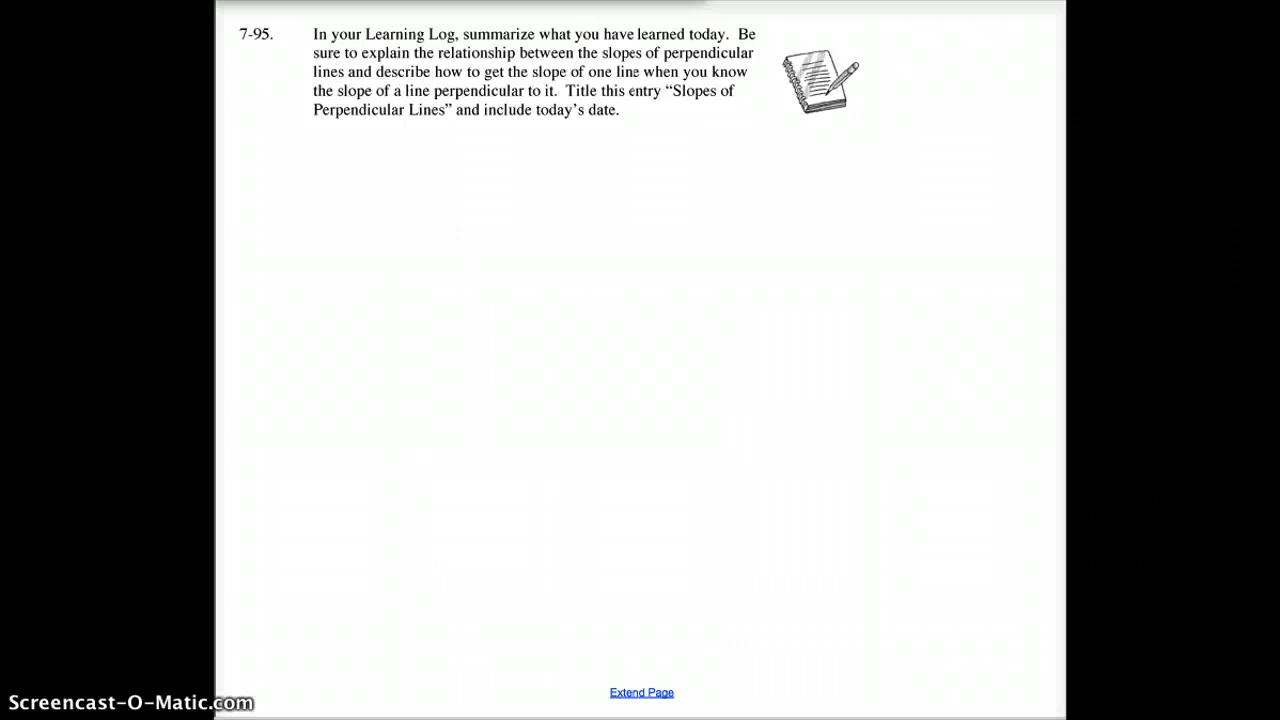 7-95. In your Learning Log, summarize what you have learned today. Be
sure to explain the relationship between the slopes of perpendicular
lines and describe how to get the slope of one line when you know
the slope of a line perpendicular to it. Title this entry “Slopes of
Perpendicular Lines” and include today’s date.
Extend Page
Screencast-O-Matic.com